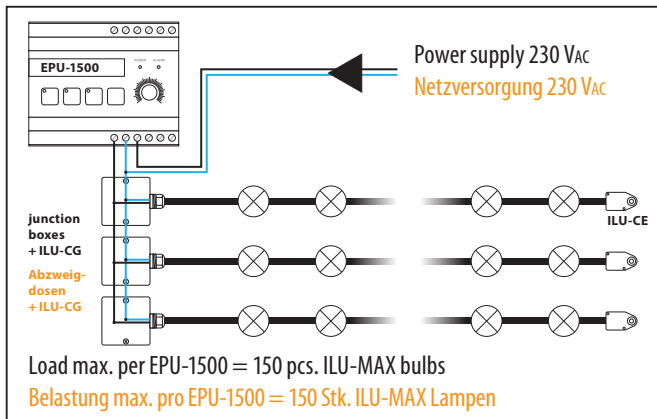 EPU-1500
POWER
ALARM
Power supply 230 VAC
Netzversorgung 230 VAC
junction
boxes
+ ILU-CG
Abzweig-
dosen
+ ILU-CG
ILU-CE
Load max. per EPU-1500 = 150 pcs. ILU-MAX bulbs
Belastung max. pro EPU-1500 = 150 Stk. ILU-MAX Lampen